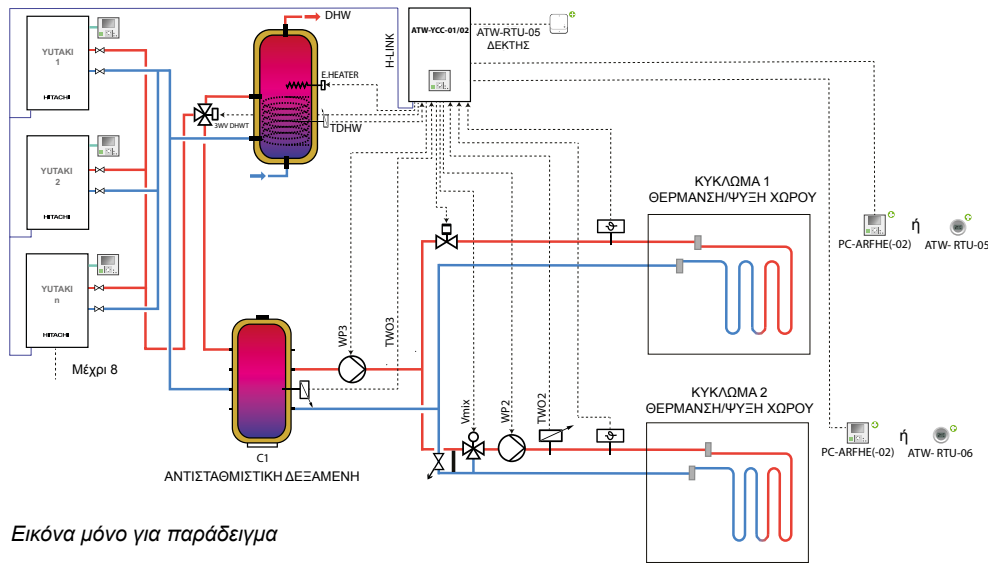 DHW
YUTAKI
1
HITACHI
YUTAKI
2
HITACHI
YUTAKI
n
HITACHI
Μέχρι 8
H-LINK
E.HEATER
TDHW
3WV DHWT
ATW-YCC-01/02
ATW-RTU-05
ΔΕΚΤΗΣ
WP3
TWO3
C1
ΑΝΤΙΣΤΑΘΜΙΣΤΙΚΗ ΔΕΞΑΜΕΝΗ
Vmix
WP2
TWO2
ΚΥΚΛΩΜΑ 1
ΘΕΡΜΑΝΣΗ/ΨΥΞΗ ΧΩΡΟΥ
ή
PC-ARFHE(-02) ATW- RTU-05
ΚΥΚΛΩΜΑ 2
ΘΕΡΜΑΝΣΗ/ΨΥΞΗ ΧΩΡΟΥ
ή
PC-ARFHE(-02) ATW- RTU-06
Εικόνα μόνο για παράδειγμα